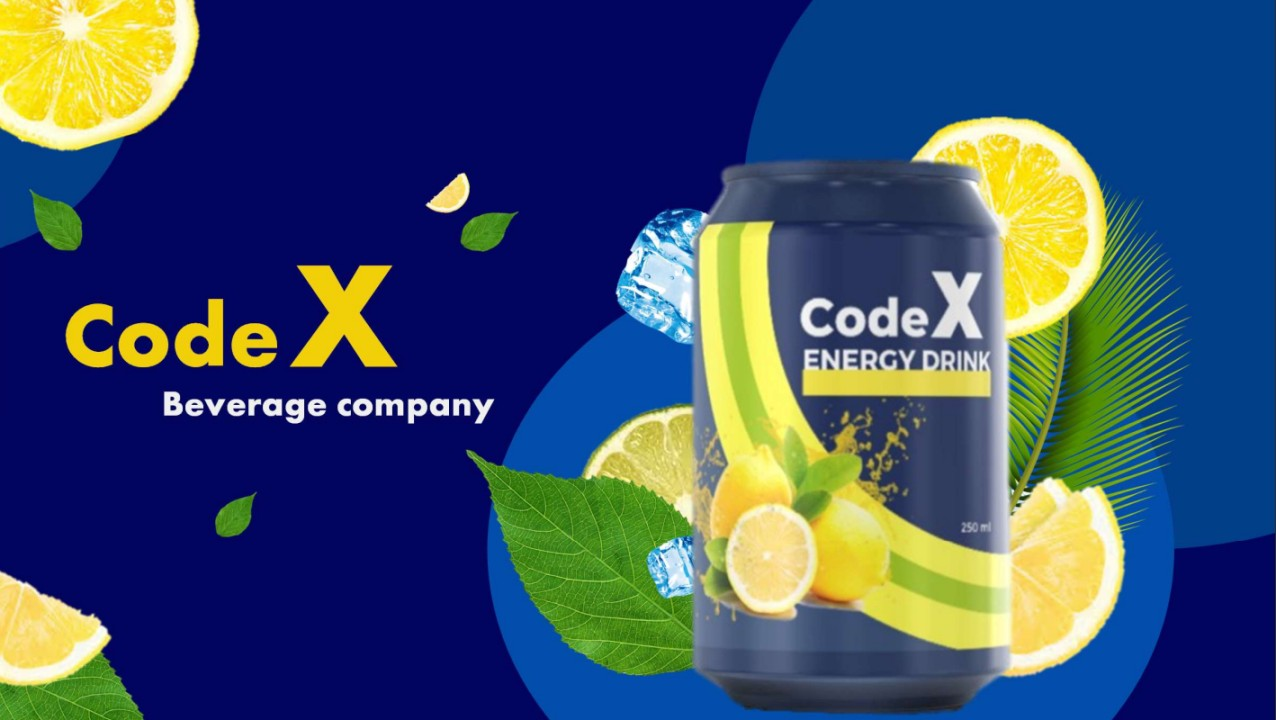 Code X
Beverage company
Code X
ENERGY DRINK
250 ml